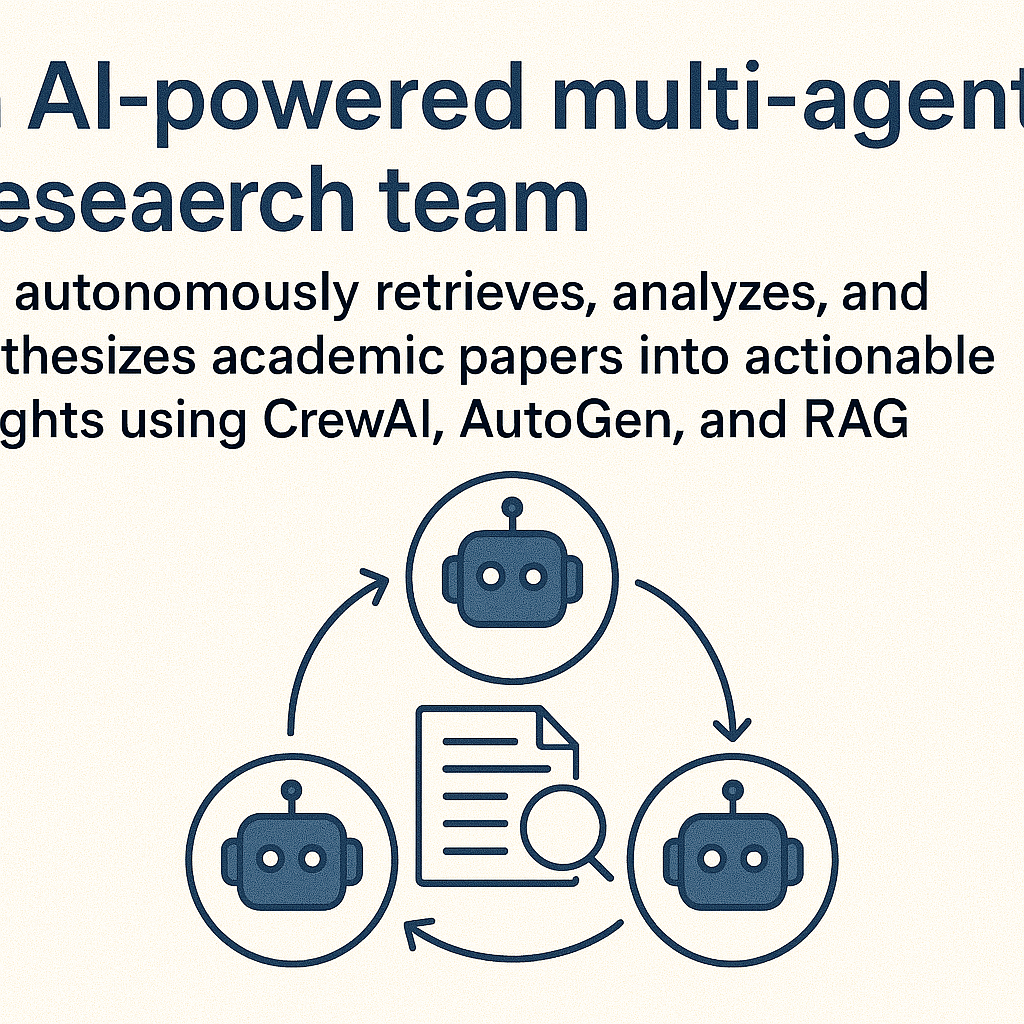 AI-powered multi-agent
eseaerch team
autonomously retrieves, analyzes, and
thesizes academic papers into actionable
ghts using CrewAI, AutoGen, and RAG